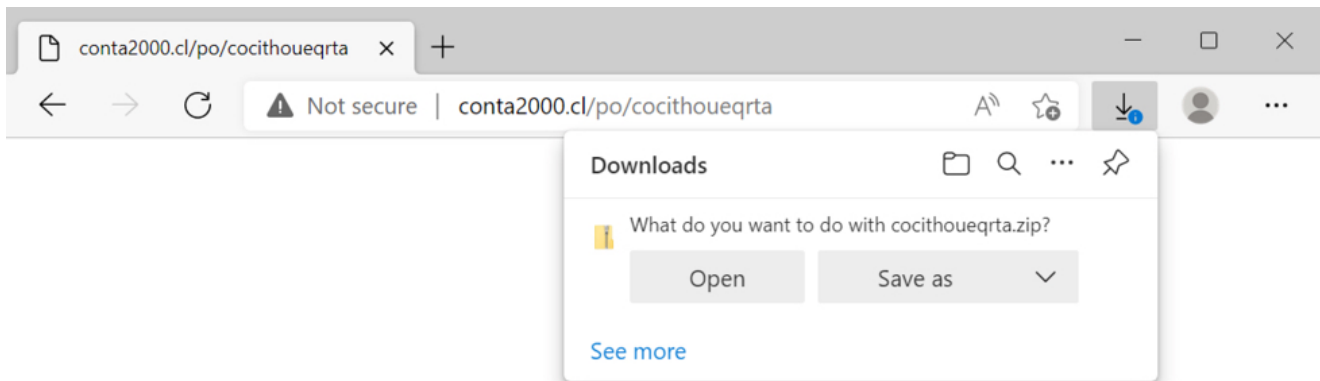 conta2000.cl/po/cocithoueqrta
Not secure | conta2000.cl/po/cocithoueqrta
Downloads
What do you want to do with cocithoueqrta.zip?
Open Save as
See more